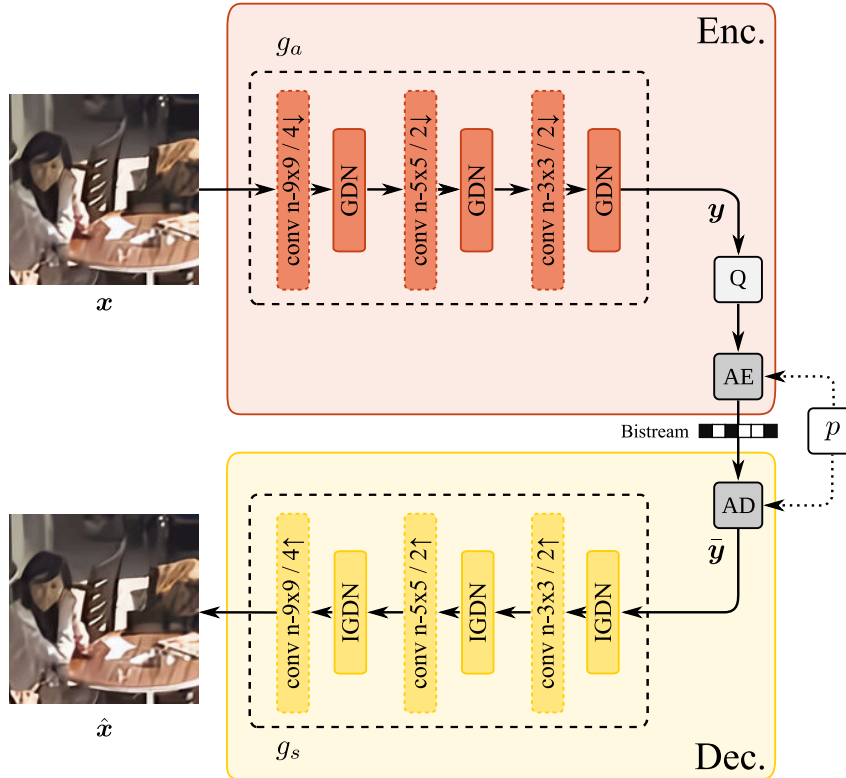 Enc.
g_a
conv n-9x9 / 4↓
GDN
conv n-5x5 / 2↓
GDN
conv n-3x3 / 2↓
GDN
y
Q
x
AE
Bistream
p
AD
ȳ
conv n-9x9 / 4↑
IGDN
conv n-5x5 / 2↑
IGDN
conv n-3x3 / 2↑
IGDN
x̂
g_s
Dec.